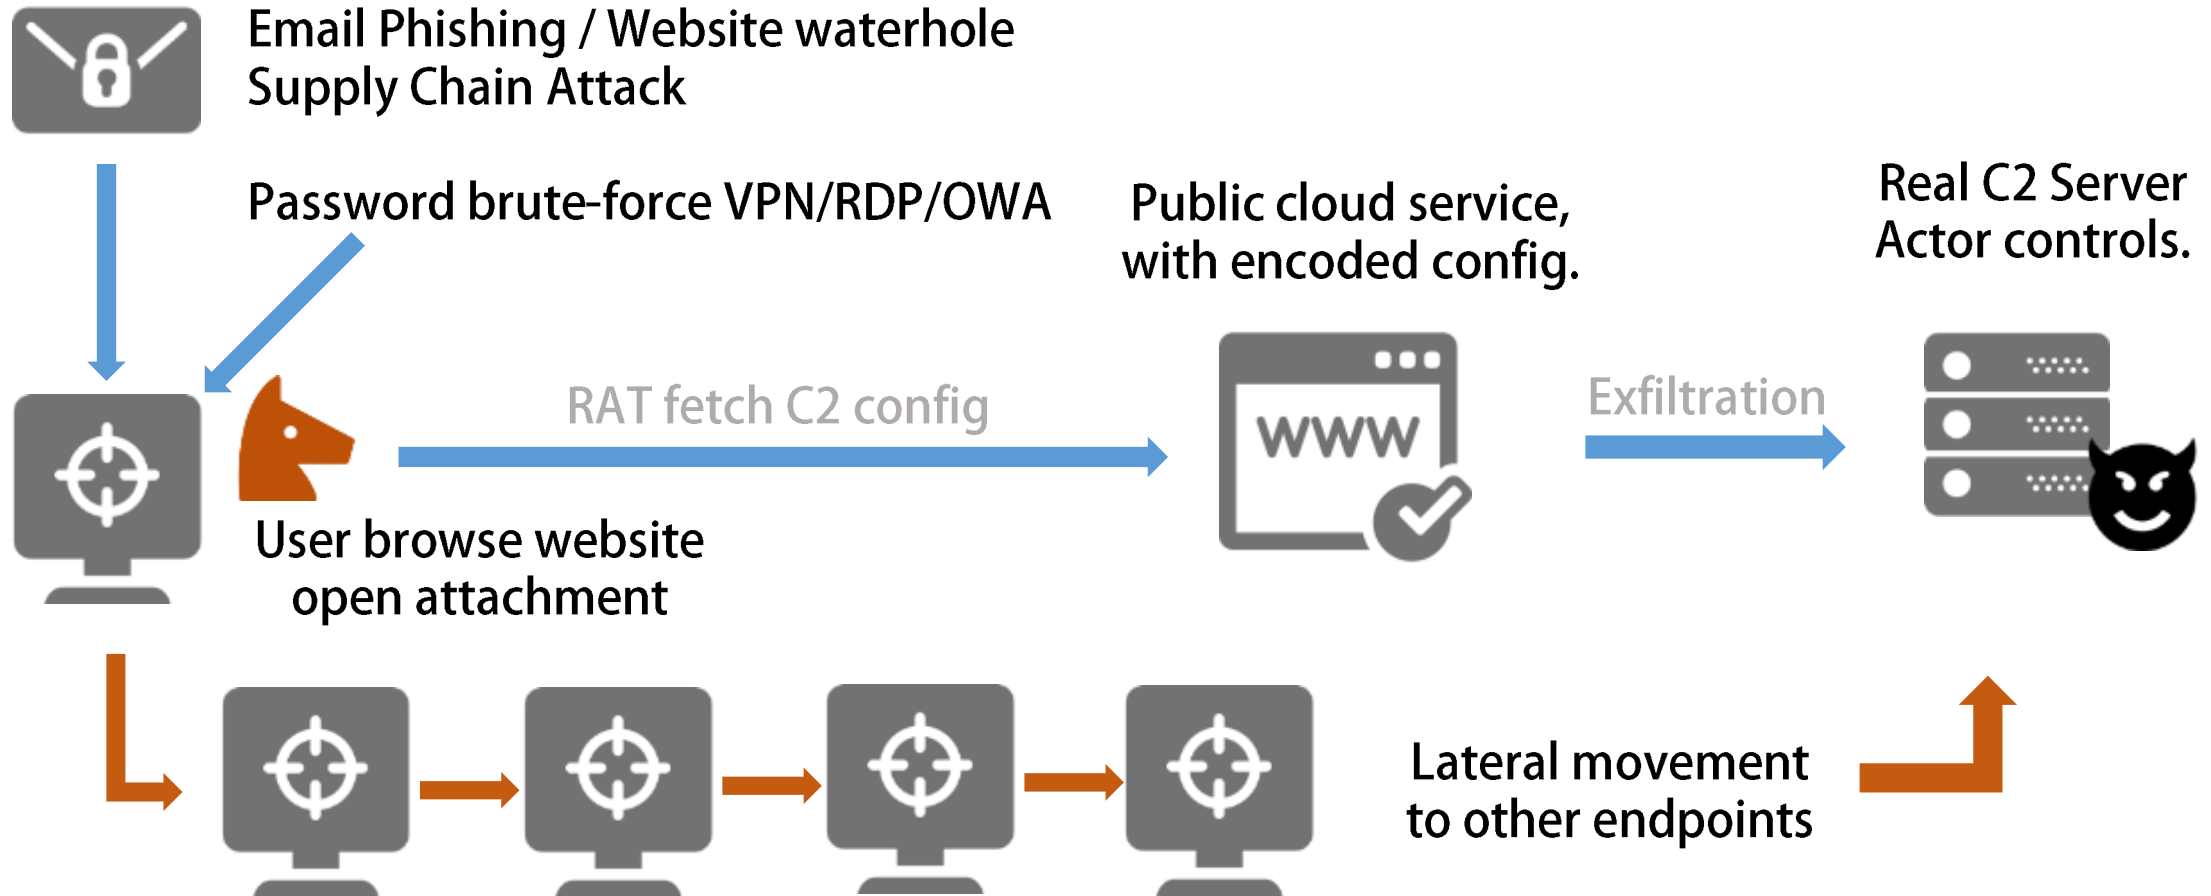 Email Phishing / Website waterhole
Supply Chain Attack
Password brute-force VPN/RDP/OWA
Public cloud service,
with encoded config.
Real C2 Server
Actor controls.
RAT fetch C2 config
WWW
Exfiltration
User browse website
open attachment
Lateral movement
to other endpoints